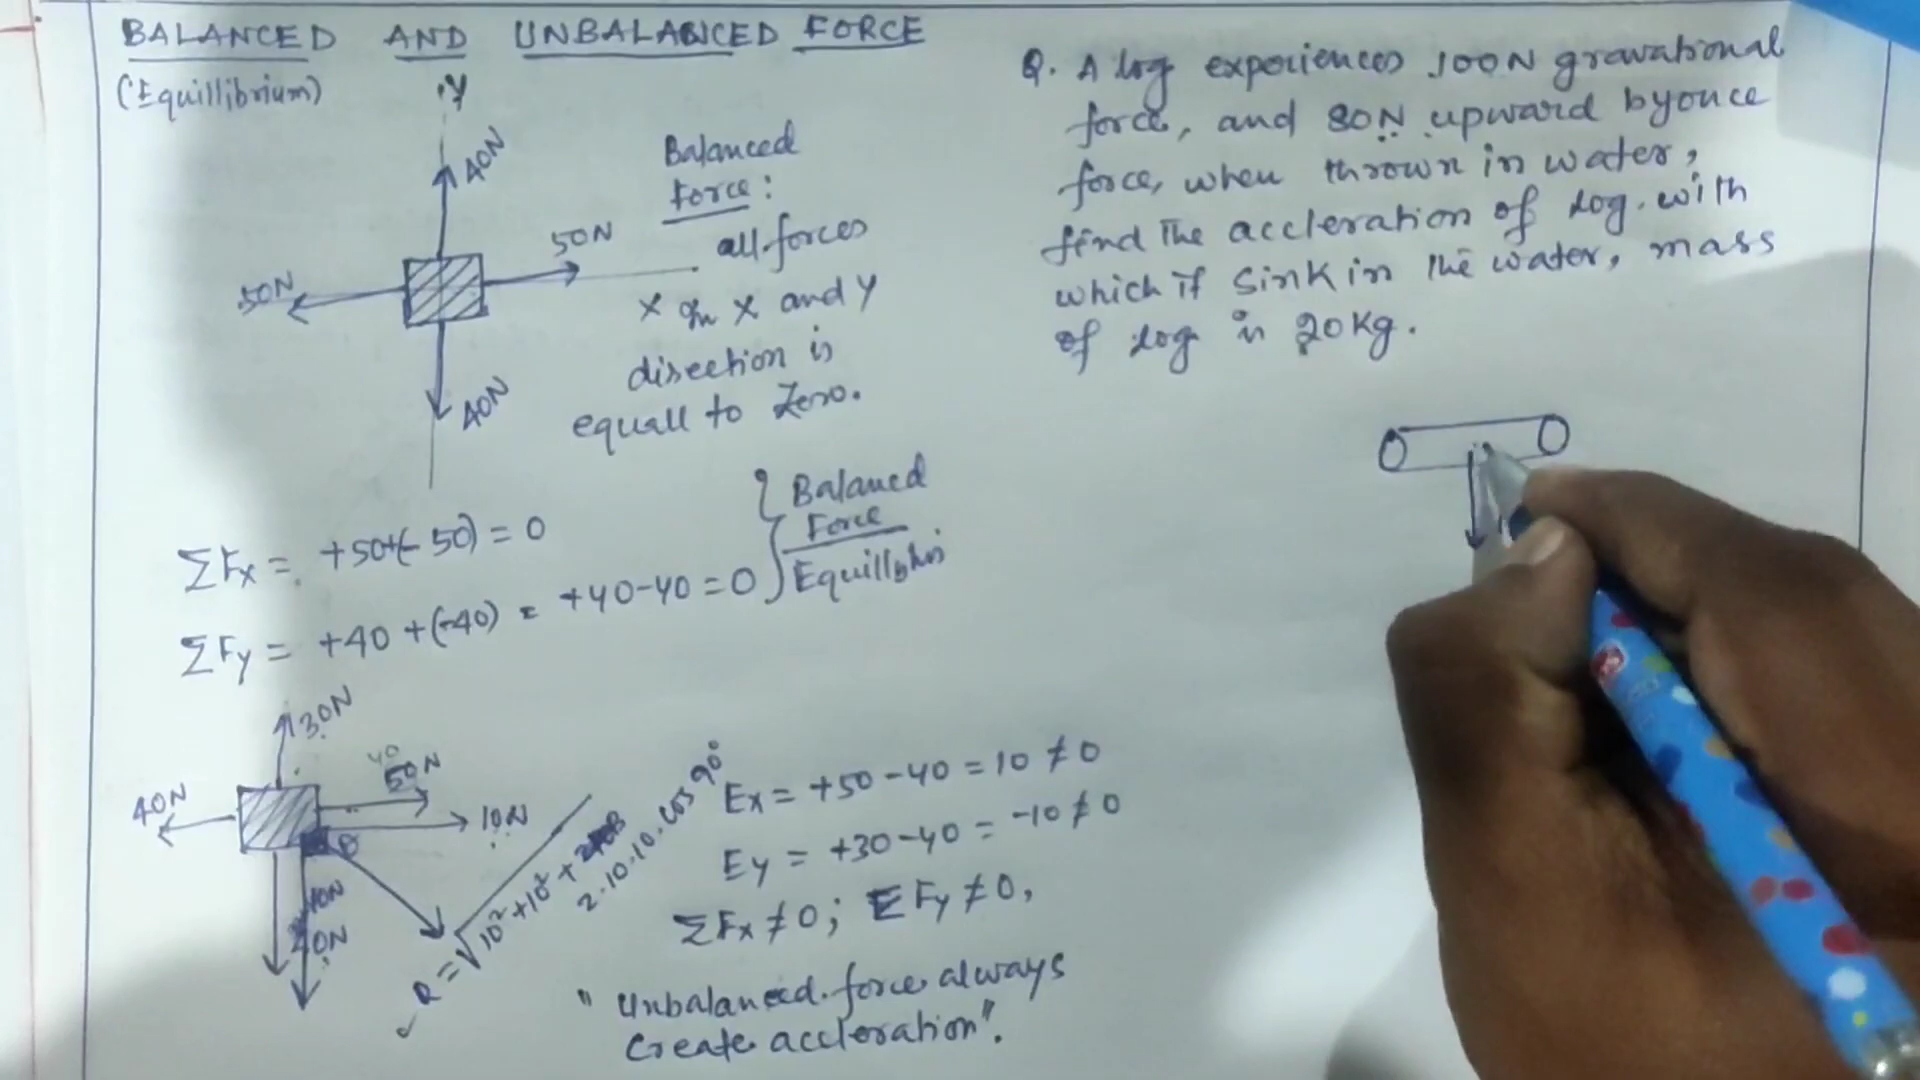 BALANCED AND UNBALANCED FORCE
(Equillibrium)
Y
40N
50N
50N
40N
Balanced
Force:
all forces
in X and Y
direction is
equall to Zero.
ΣFx = +50+(-50) = 0
ΣFy = +40 + (-40) = +40-40 = 0
Balanced
Force
30N
40N
40
50N
10N
θ
10N
40N
R = √10²+10²+
2.10.10.cos 90°
Ex = +50-40 = 10 ≠ 0
Ey = +30-40 = -10 ≠ 0
ΣFx ≠ 0; ΣFy ≠ 0,
"Unbalanced force always
Create accleration".
Q. A log experiences 100N gravational
force, and 80N upward byonce
force, when thrown in water,
find The accleration of log. with
which it sink in the water, mass
of log is 20Kg.